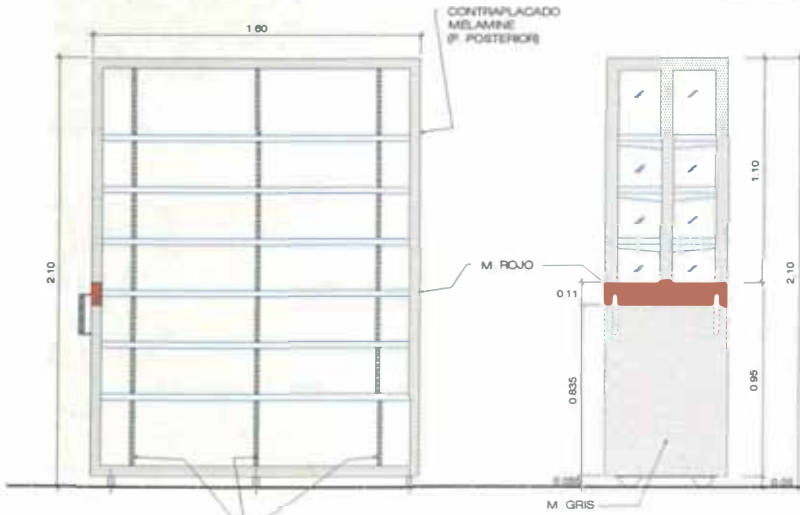 CONTRAPLACADO
MELAMINE
(P. POSTERIOR)
1.60
2.10
M ROJO
0.11
0.835
1.10
2.10
0.95
M GRIS